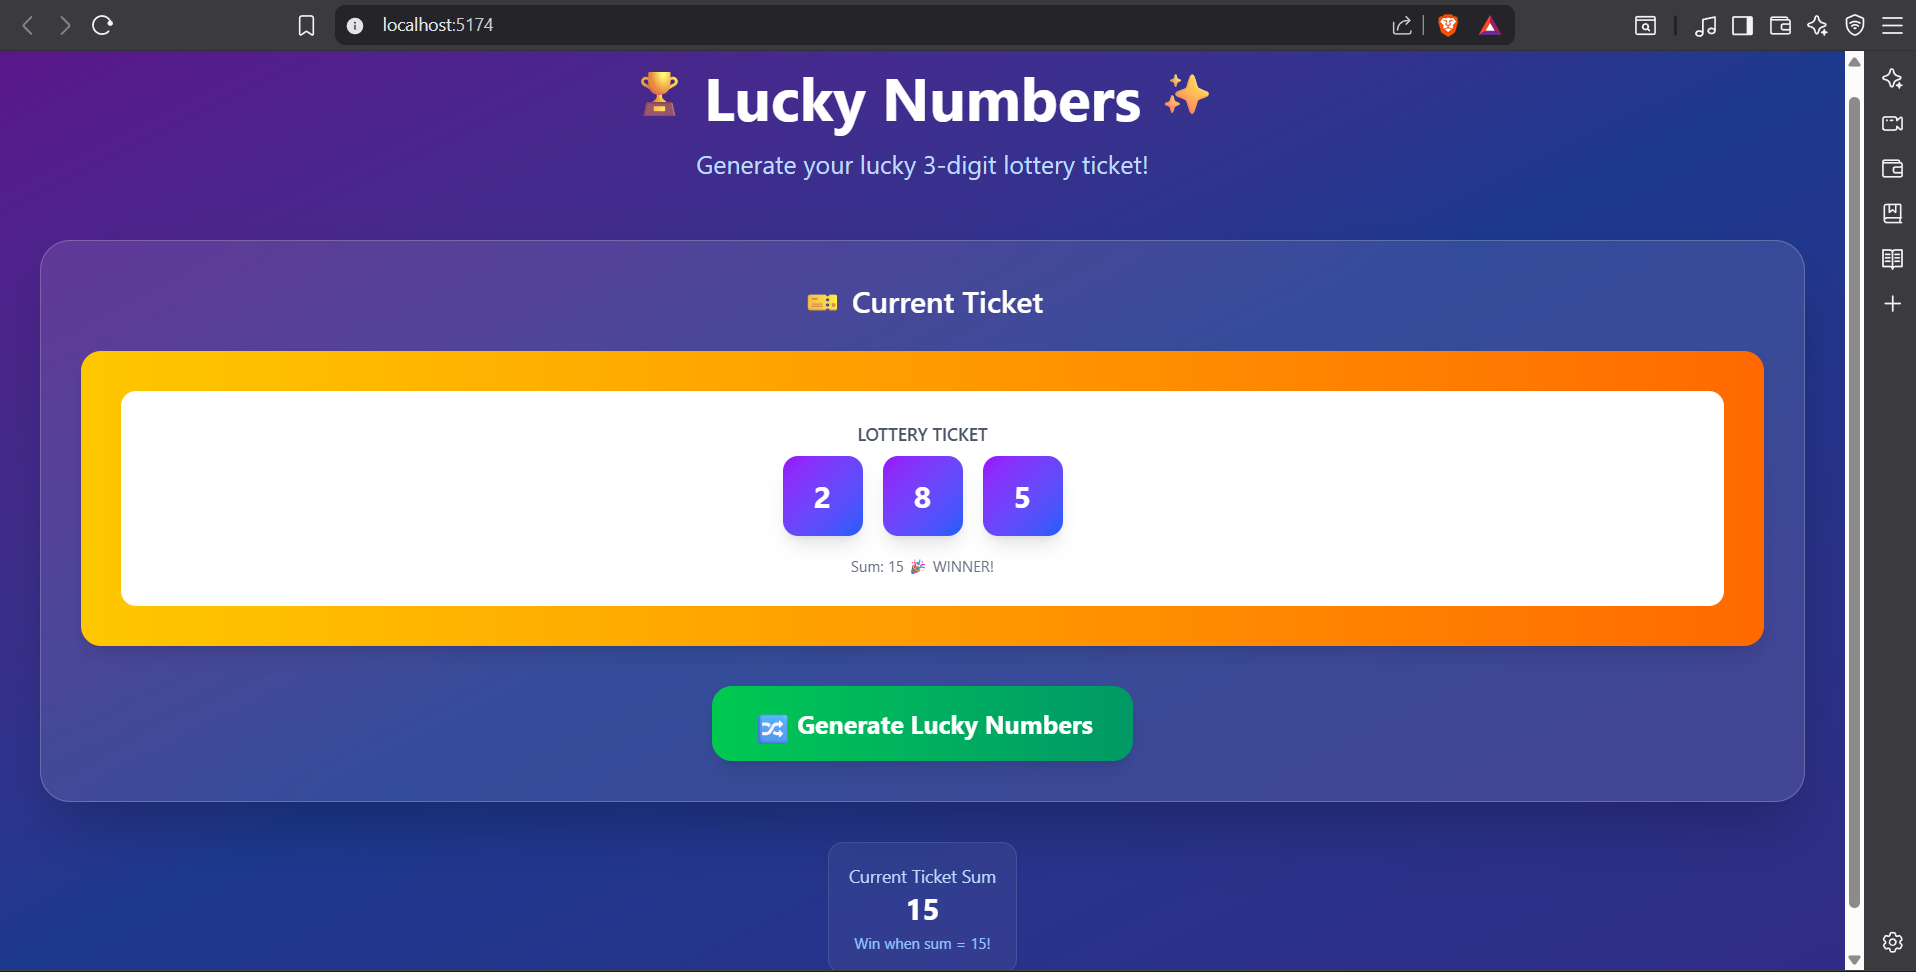 localhost:5174
🏆 Lucky Numbers ✨
Generate your lucky 3-digit lottery ticket!
🎫 Current Ticket
LOTTERY TICKET
2 8 5
Sum: 15 🎉 WINNER!
🔀 Generate Lucky Numbers
Current Ticket Sum
15
Win when sum = 15!